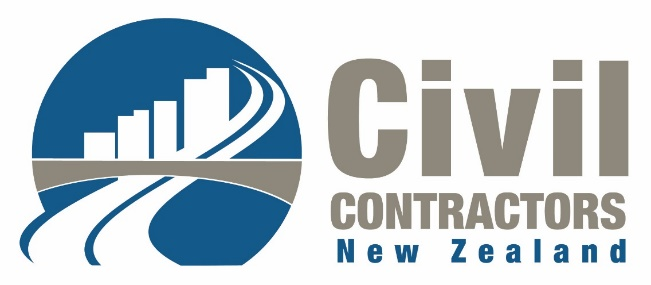 Civil
CONTRACTORS
New Zealand